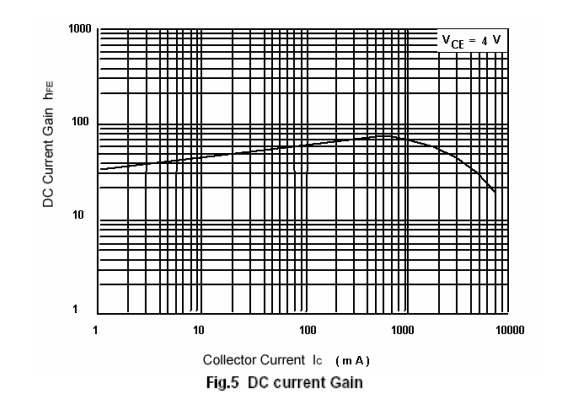 1000
V_CE = 4 V
100
DC Current Gain hFE
10
1
1 10 100 1000 10000
Collector Current Ic (mA)
Fig.5 DC current Gain